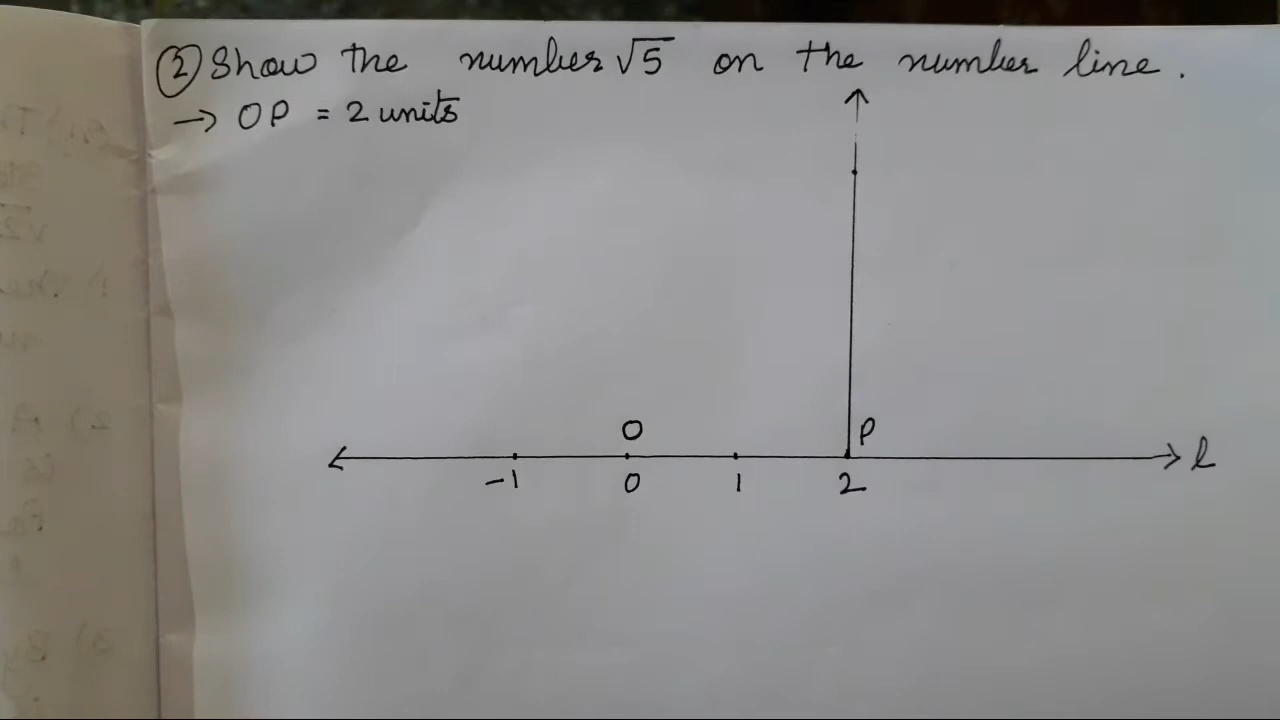 ② Show the number √5 on the number line.
→ OP = 2 units
O P
l
-1 0 1 2